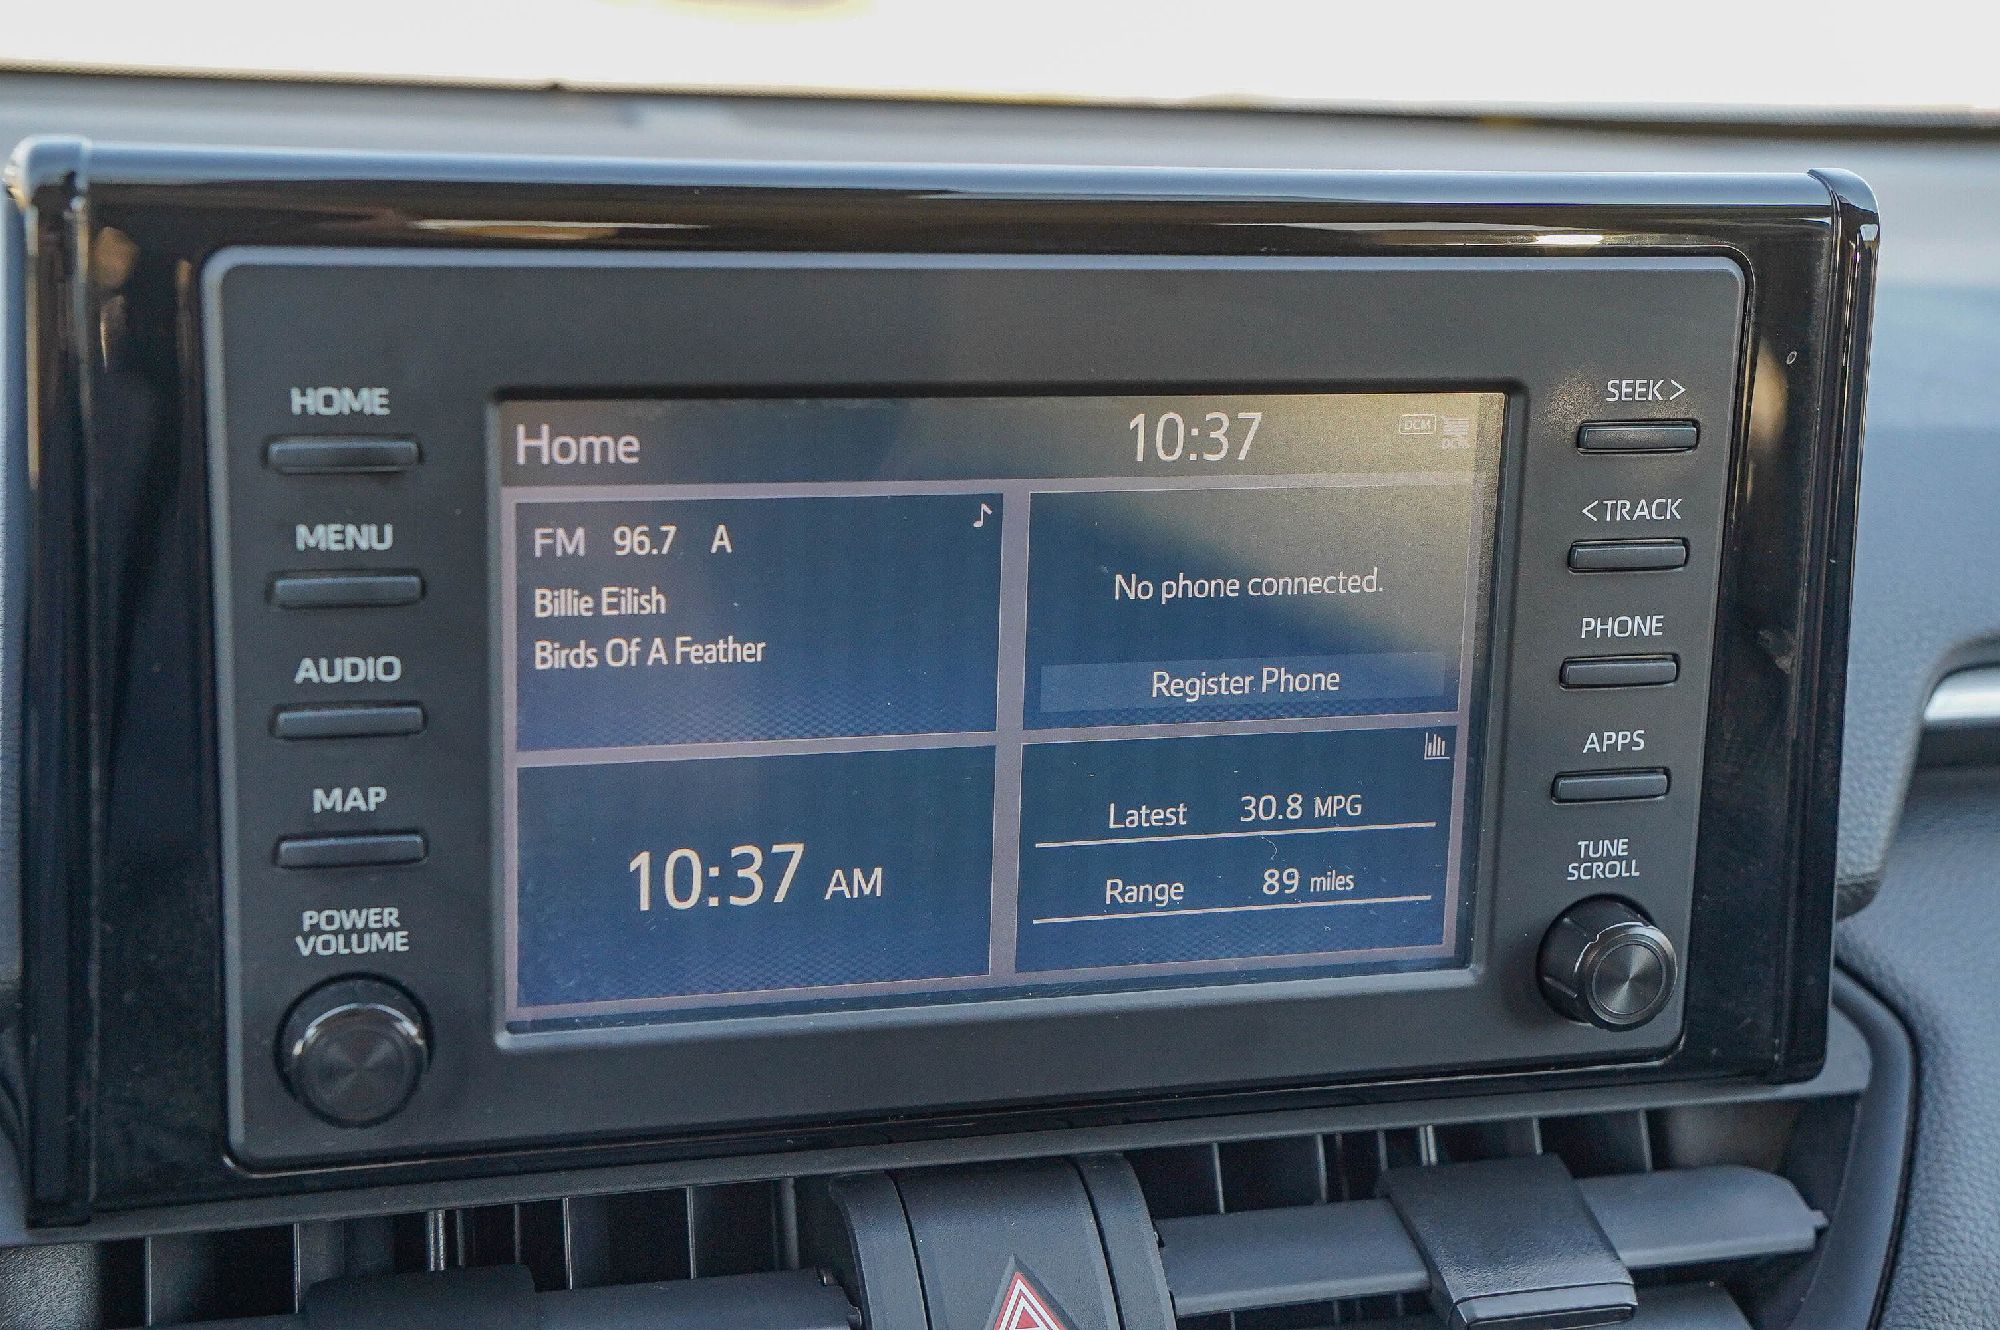 HOME
MENU
AUDIO
MAP
POWER
VOLUME
Home 10:37 DCM
FM 96.7 A
Billie Eilish
Birds Of A Feather
No phone connected.
Register Phone
10:37 AM
Latest 30.8 MPG
Range 89 miles
SEEK >
< TRACK
PHONE
APPS
TUNE
SCROLL